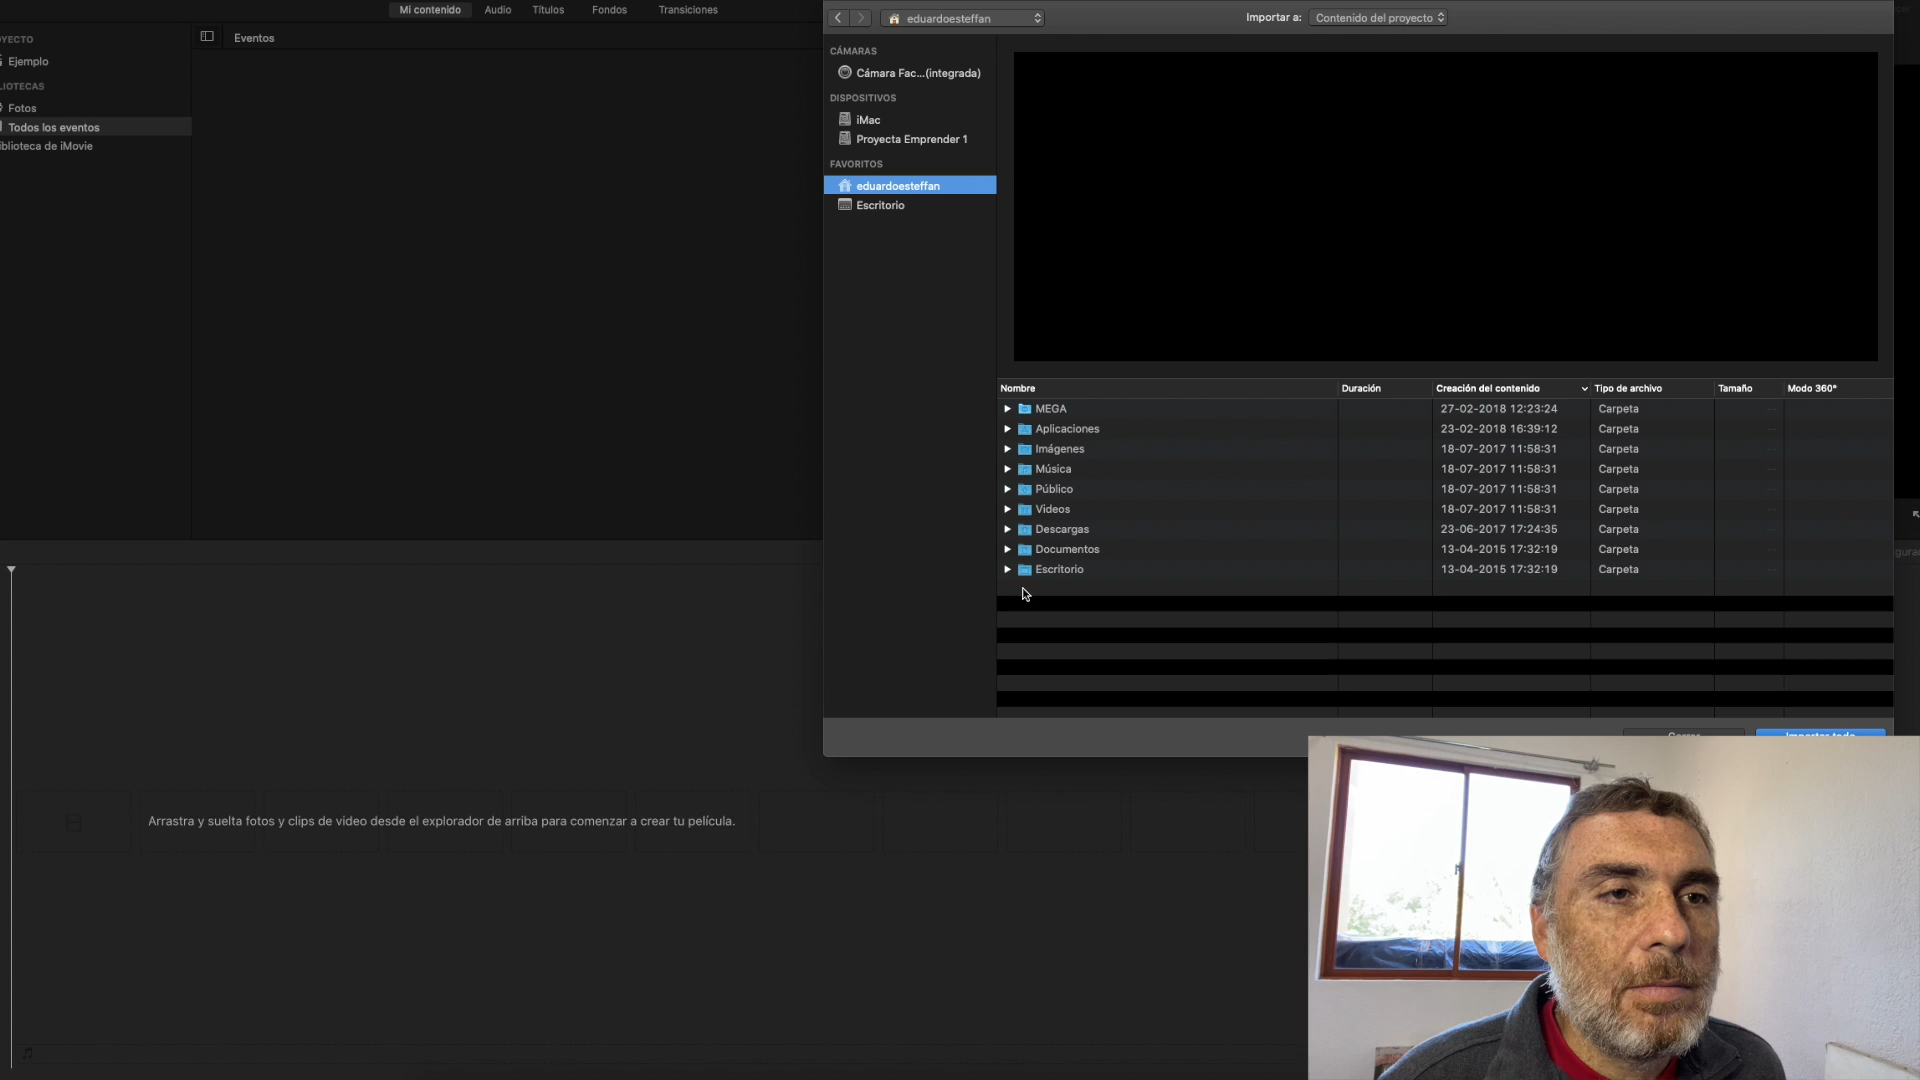 Mi contenido
Audio
Títulos
Fondos
Transiciones
YECTO
Ejemplo
LIOTECAS
Fotos
Todos los eventos
iblioteca de iMovie
Eventos
eduardoesteffan
Importar a:
Contenido del proyecto
CÁMARAS
Cámara Fac...(integrada)
DISPOSITIVOS
iMac
Proyecta Emprender 1
FAVORITOS
eduardoesteffan
Escritorio
Nombre Duración Creación del contenido Tipo de archivo Tamaño Modo 360°
MEGA 27-02-2018 12:23:24 Carpeta --
Aplicaciones 23-02-2018 16:39:12 Carpeta --
Imágenes 18-07-2017 11:58:31 Carpeta --
Música 18-07-2017 11:58:31 Carpeta --
Público 18-07-2017 11:58:31 Carpeta --
Videos 18-07-2017 11:58:31 Carpeta --
Descargas 23-06-2017 17:24:35 Carpeta --
Documentos 13-04-2015 17:32:19 Carpeta --
Escritorio 13-04-2015 17:32:19 Carpeta --
Importar todo
Arrastra y suelta fotos y clips de video desde el explorador de arriba para comenzar a crear tu película.